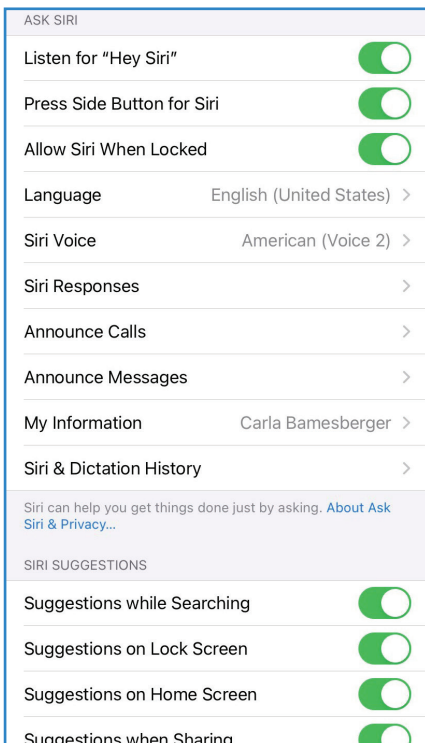 ASK SIRI
Listen for “Hey Siri”
Press Side Button for Siri
Allow Siri When Locked
Language English (United States)
Siri Voice American (Voice 2)
Siri Responses
Announce Calls
Announce Messages
My Information Carla Bamesberger
Siri & Dictation History
Siri can help you get things done just by asking. About Ask
Siri & Privacy...
SIRI SUGGESTIONS
Suggestions while Searching
Suggestions on Lock Screen
Suggestions on Home Screen
Suggestions when Sharing